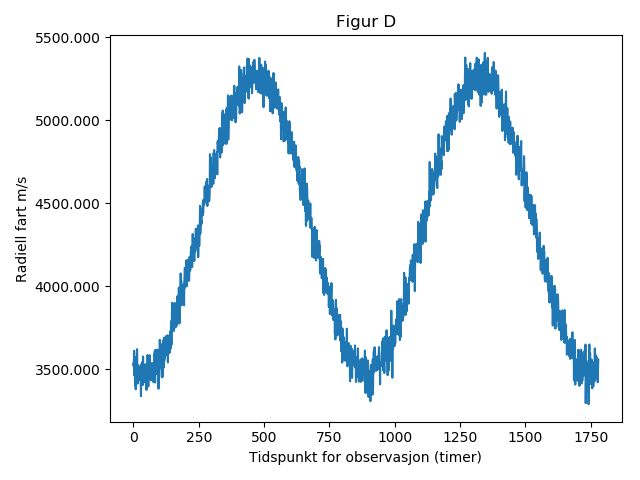 Figur D
5500.000
5000.000
4500.000
4000.000
3500.000
Radiell fart m/s
0 250 500 750 1000 1250 1500 1750
Tidspunkt for observasjon (timer)